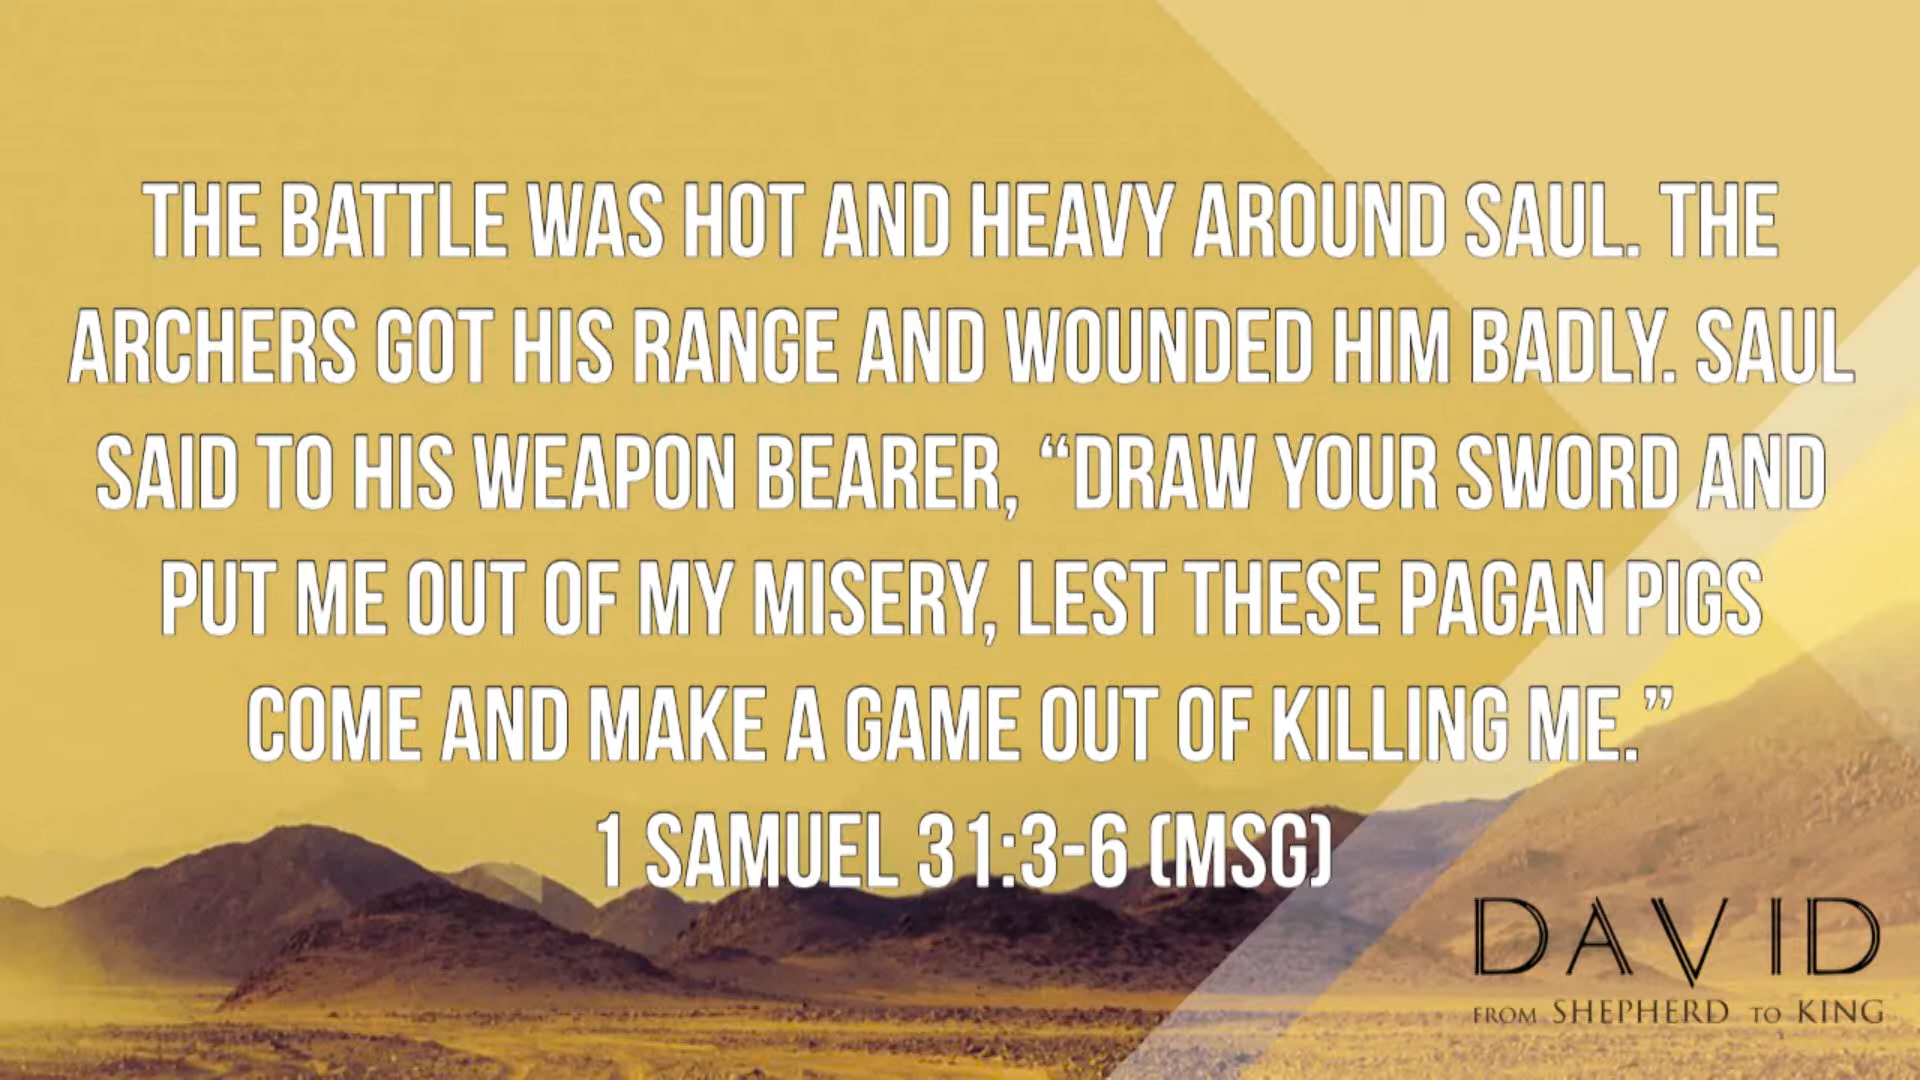 THE BATTLE WAS HOT AND HEAVY AROUND SAUL. THE
ARCHERS GOT HIS RANGE AND WOUNDED HIM BADLY. SAUL
SAID TO HIS WEAPON BEARER, “DRAW YOUR SWORD AND
PUT ME OUT OF MY MISERY, LEST THESE PAGAN PIGS
COME AND MAKE A GAME OUT OF KILLING ME.”
1 SAMUEL 31:3-6 (MSG)
DAVID
FROM SHEPHERD TO KING